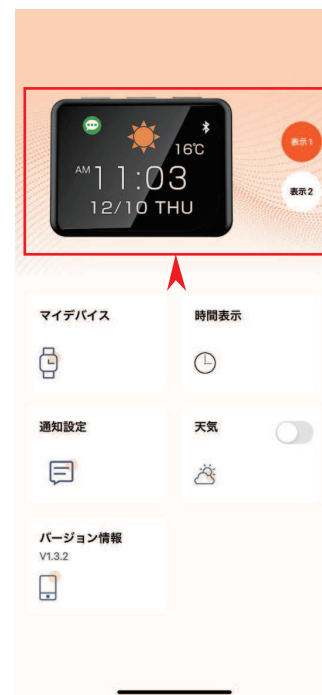 16℃
AM 11:03
12/10 THU
表示1
表示2
マイデバイス
時間表示
通知設定
天気
バージョン情報
V1.3.2